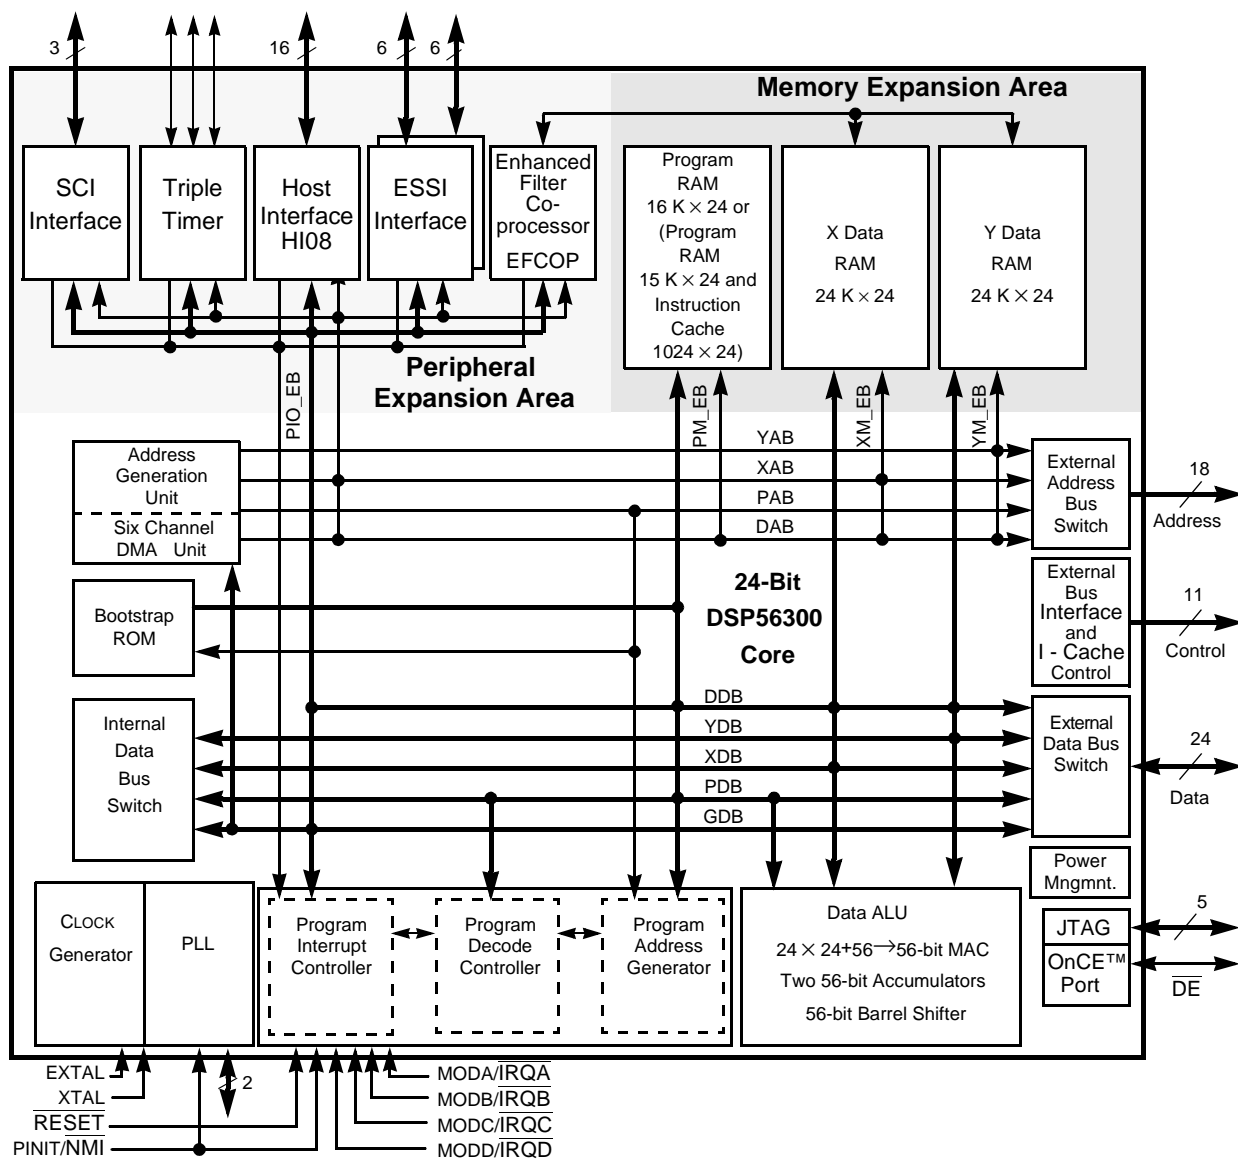 3
16
6
6
Memory Expansion Area
SCI
Interface
Triple
Timer
Host
Interface
HI08
ESSI
Interface
Enhanced
Filter
Co-
processor
EFCOP
Program
RAM
16 K × 24 or
(Program
RAM
15 K × 24 and
Instruction
Cache
1024 × 24)
X Data
RAM
24 K × 24
Y Data
RAM
24 K × 24
Peripheral
Expansion Area
PIO_EB
PM_EB
XM_EB
YM_EB
Address
Generation
Unit
Six Channel
DMA Unit
YAB
XAB
PAB
DAB
External
Address
Bus
Switch
18
Address
Bootstrap
ROM
24-Bit
DSP56300
Core
External
Bus
Interface
and
I - Cache
Control
11
Control
Internal
Data
Bus
Switch
DDB
YDB
XDB
PDB
GDB
External
Data Bus
Switch
24
Data
Power
Mngmnt.
CLOCK
Generator
PLL
Program
Interrupt
Controller
Program
Decode
Controller
Program
Address
Generator
Data ALU
24 × 24+56→56-bit MAC
Two 56-bit Accumulators
56-bit Barrel Shifter
JTAG
OnCE™
Port
5
DE
EXTAL
XTAL
RESET
PINIT/NMI
2
MODA/IRQA
MODB/IRQB
MODC/IRQC
MODD/IRQD